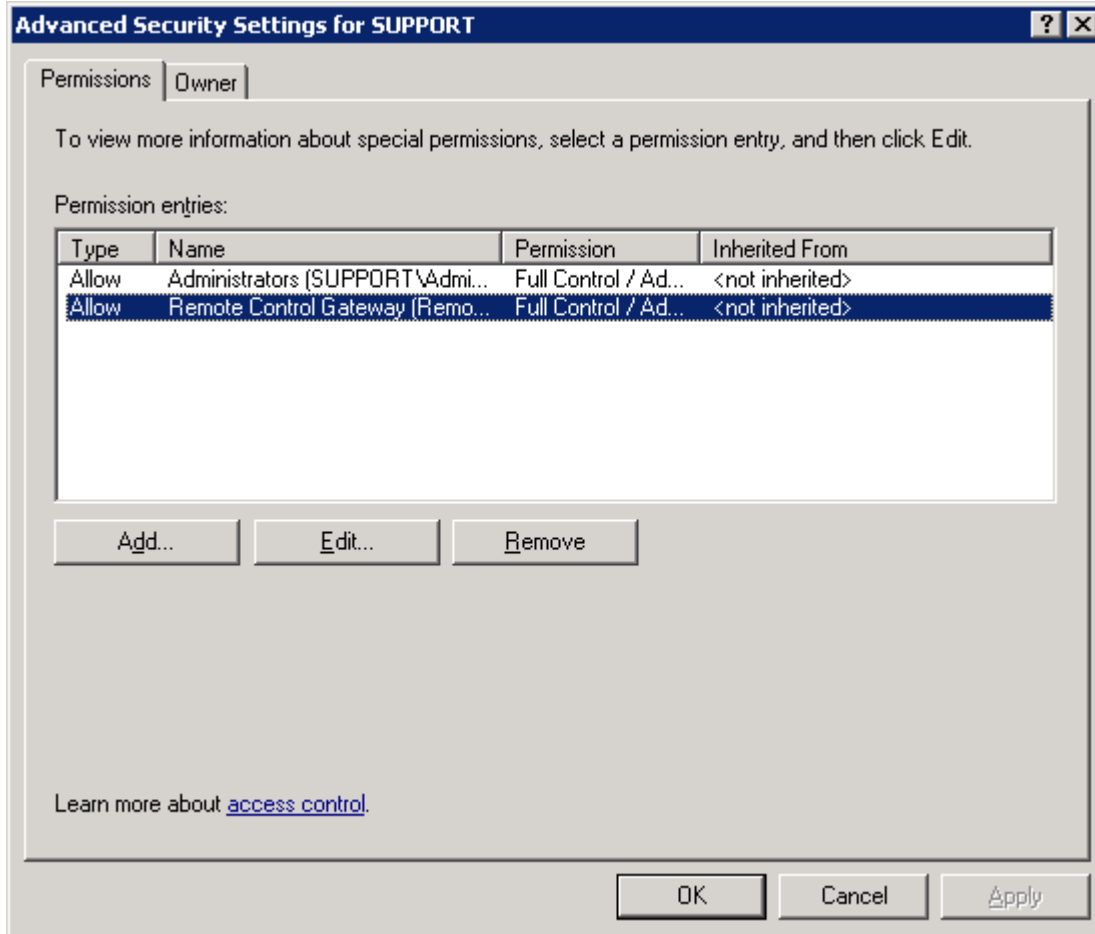 Advanced Security Settings for SUPPORT
Permissions Owner
To view more information about special permissions, select a permission entry, and then click Edit.
Permission entries:
Type Name Permission Inherited From
Allow Administrators (SUPPORT\Admi... Full Control / Ad... <not inherited>
Allow Remote Control Gateway (Remo... Full Control / Ad... <not inherited>
Add... Edit... Remove
Learn more about access control.
OK Cancel Apply